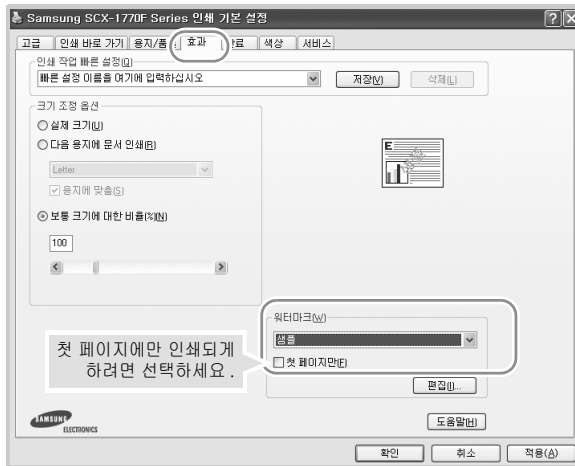 Samsung SCX-1770F Series 인쇄 기본 설정
고급 인쇄 바로 가기 용지/품 효과 료 색상 서비스
인쇄 작업 빠른 설정(Q)
빠른 설정 이름을 여기에 입력하십시오
저장(V) 삭제(L)
크기 조정 옵션
실제 크기(U)
다음 용지에 문서 인쇄(R)
Letter
용지에 맞춤(S)
보통 크기에 대한 비율(%)(N)
100
E
워터마크(W)
샘플
첫 페이지만(F)
편집(I)...
첫 페이지에만 인쇄되게
하려면 선택하세요.
SAMSUNG
ELECTRONICS
도움말(H)
확인 취소 적용(A)